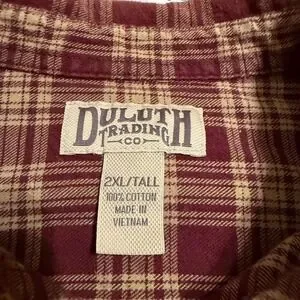 DULUTH
TRADING
CO
2XL/TALL
100% COTTON
MADE IN
VIETNAM